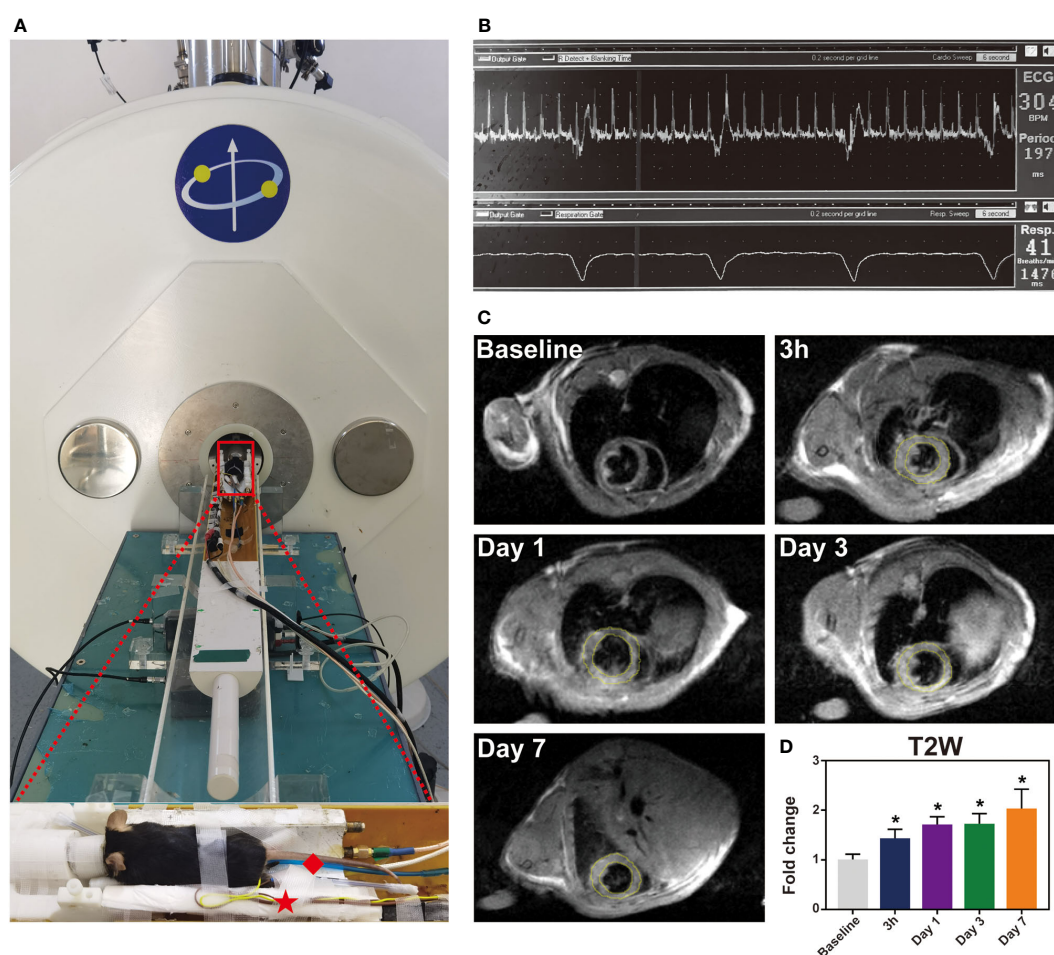 A
B
Output Gate R Detect + Blanking Time 0.2 second per grid line Cardio Sweep 6 second
ECG
304
BPM
Period
197
ms
Output Gate Respiration Gate 0.2 second per grid line Resp. Sweep 6 second
Resp.
41
1476
ms
C
Baseline
3h
Day 1
Day 3
Day 7
D
T2W
Fold change
3
2
1
0
*
*
*
*
Baseline
3h
Day 1
Day 3
Day 7